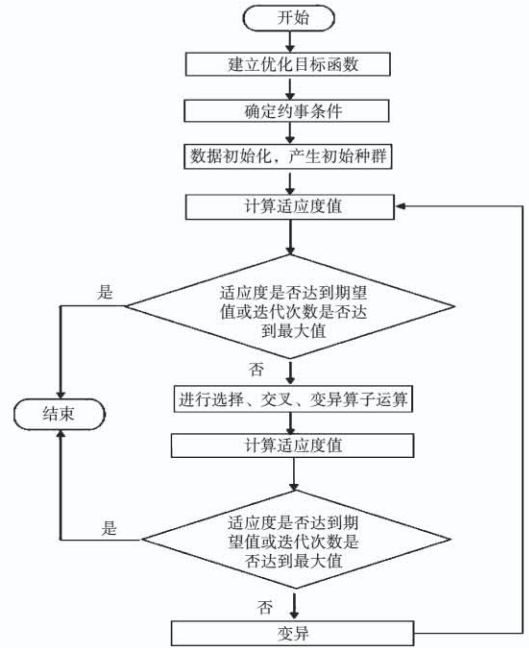 开始
建立优化目标函数
确定约事条件
数据初始化,产生初始种群
计算适应度值
适应度是否达到期望
值或迭代次数是否达
到最大值
是
否
进行选择、交叉、变异算子运算
结束
计算适应度值
适应度是否达到期
望值或迭代次数是
否达到最大值
是
否
变异